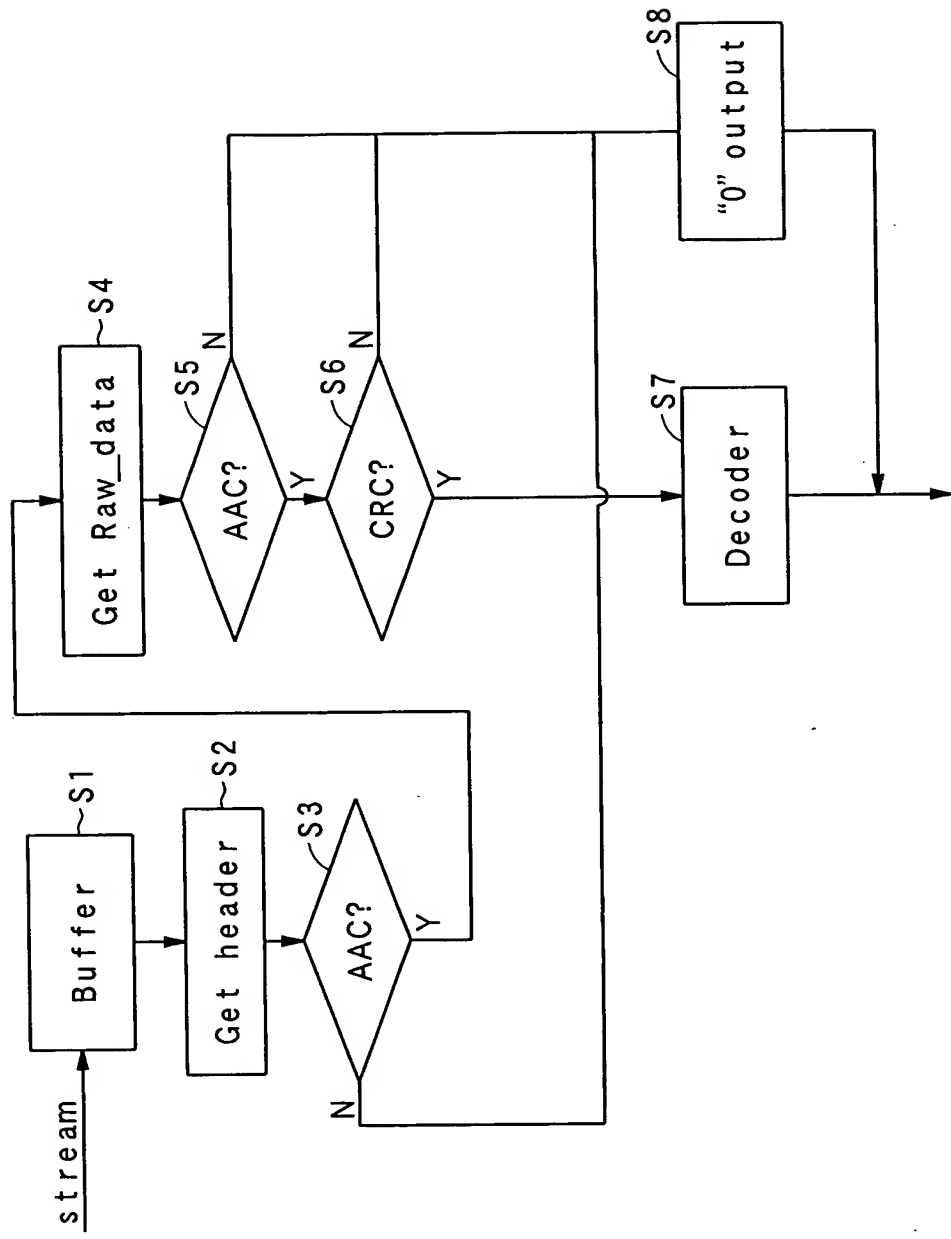 stream
Buffer
S1
Get header
S2
AAC?
S3
N
Y
Get Raw_data
S4
AAC?
S5
N
Y
CRC?
S6
N
Y
Decoder
S7
"0" output
S8